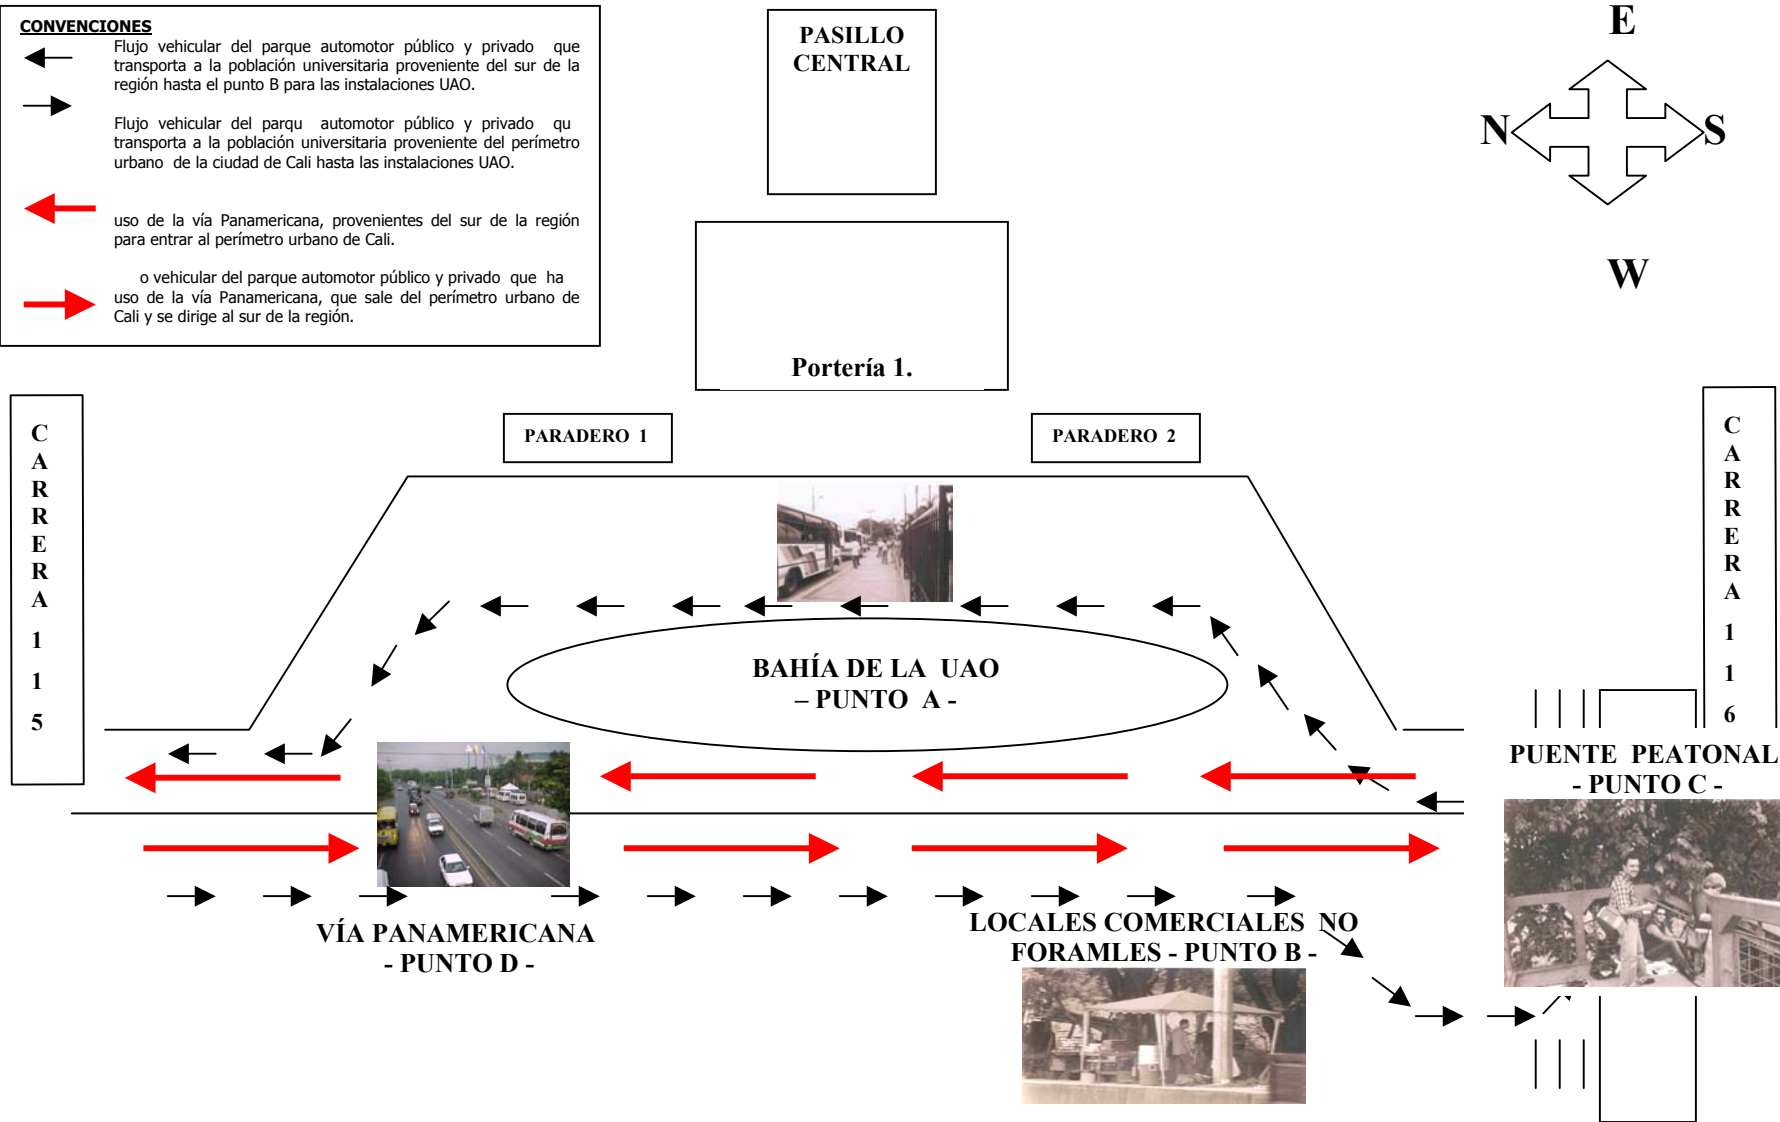 CONVENCIONES
Flujo vehicular del parque automotor público y privado que
transporta a la población universitaria proveniente del sur de la
región hasta el punto B para las instalaciones UAO.
Flujo vehicular del parqu automotor público y privado qu
transporta a la población universitaria proveniente del perímetro
urbano de la ciudad de Cali hasta las instalaciones UAO.
uso de la vía Panamericana, provenientes del sur de la región
para entrar al perímetro urbano de Cali.
o vehicular del parque automotor público y privado que ha
uso de la vía Panamericana, que sale del perímetro urbano de
Cali y se dirige al sur de la región.
PASILLO
CENTRAL
E
N
S
W
Portería 1.
CARRERA 115
PARADERO 1
PARADERO 2
CARRERA 116
BAHÍA DE LA UAO
– PUNTO A -
PUENTE PEATONAL
- PUNTO C -
VÍA PANAMERICANA
- PUNTO D -
LOCALES COMERCIALES NO
FORAMLES - PUNTO B -